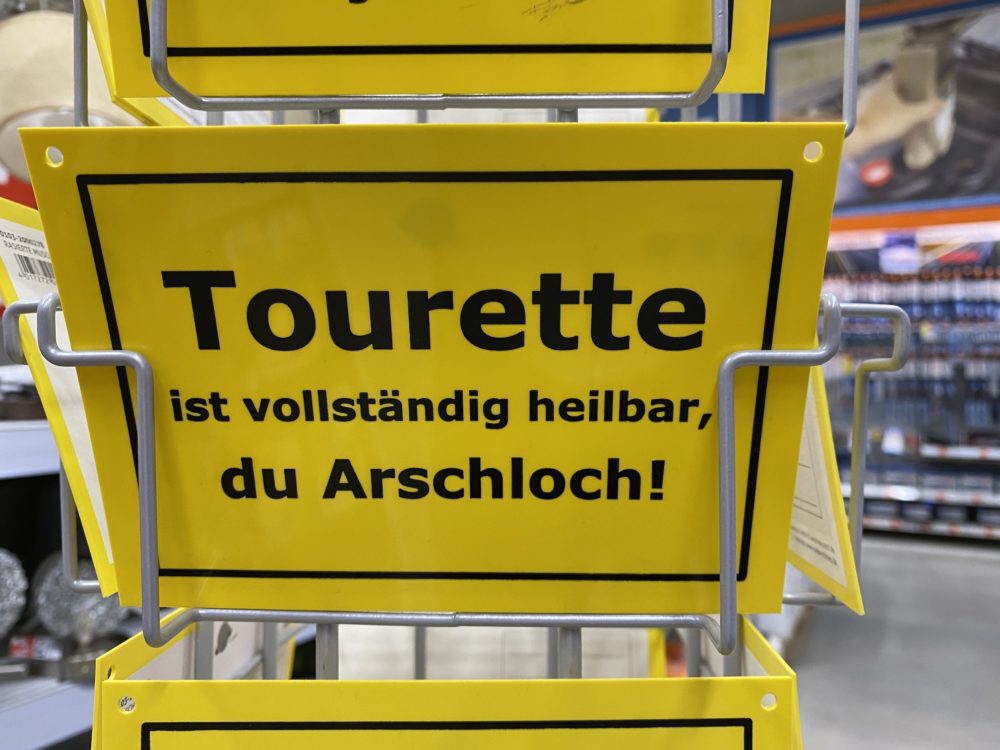 Tourette
ist vollständig heilbar,
du Arschloch!